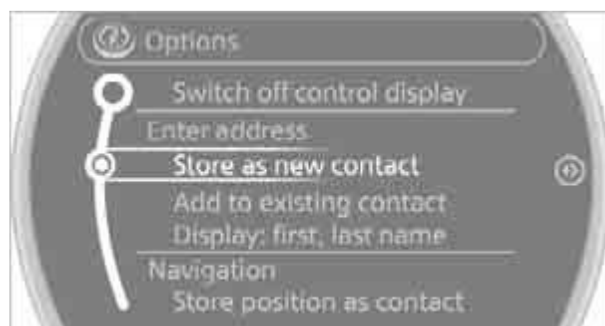 Options
Switch off control display
Enter address
Store as new contact
Add to existing contact
Display: first, last name
Navigation
Store position as contact